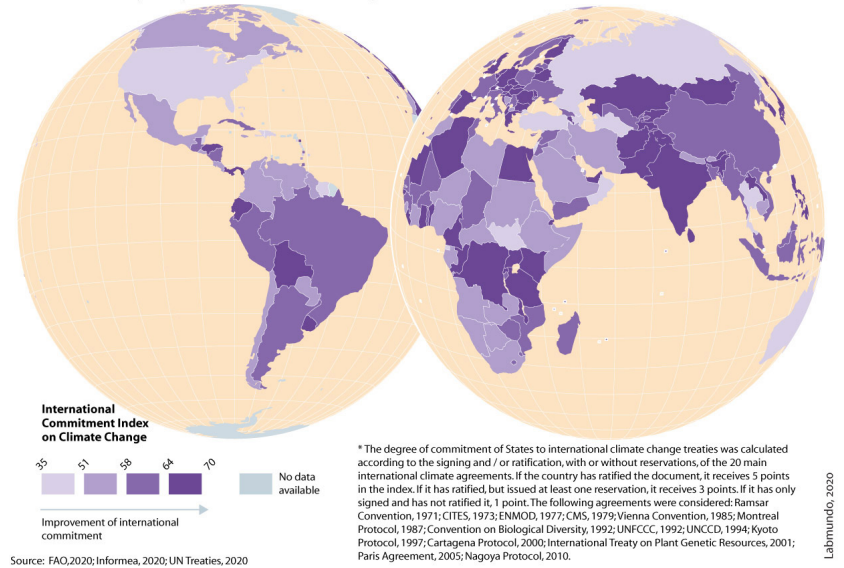 International
Commitment Index
on Climate Change
35 51 58 64 70
No data
available
Improvement of international
commitment
Source: FAO,2020; Informea, 2020; UN Treaties, 2020
* The degree of commitment of States to international climate change treaties was calculated
according to the signing and / or ratification, with or without reservations, of the 20 main
international climate agreements. If the country has ratified the document, it receives 5 points
in the index. If it has ratified, but issued at least one reservation, it receives 3 points. If it has only
signed and has not ratified it, 1 point. The following agreements were considered: Ramsar
Convention, 1971; CITES, 1973; ENMOD, 1977; CMS, 1979; Vienna Convention, 1985; Montreal
Protocol, 1987; Convention on Biological Diversity, 1992; UNFCCC, 1992; UNCCD, 1994; Kyoto
Protocol, 1997; Cartagena Protocol, 2000; International Treaty on Plant Genetic Resources, 2001;
Paris Agreement, 2005; Nagoya Protocol, 2010.
Labmundo, 2020